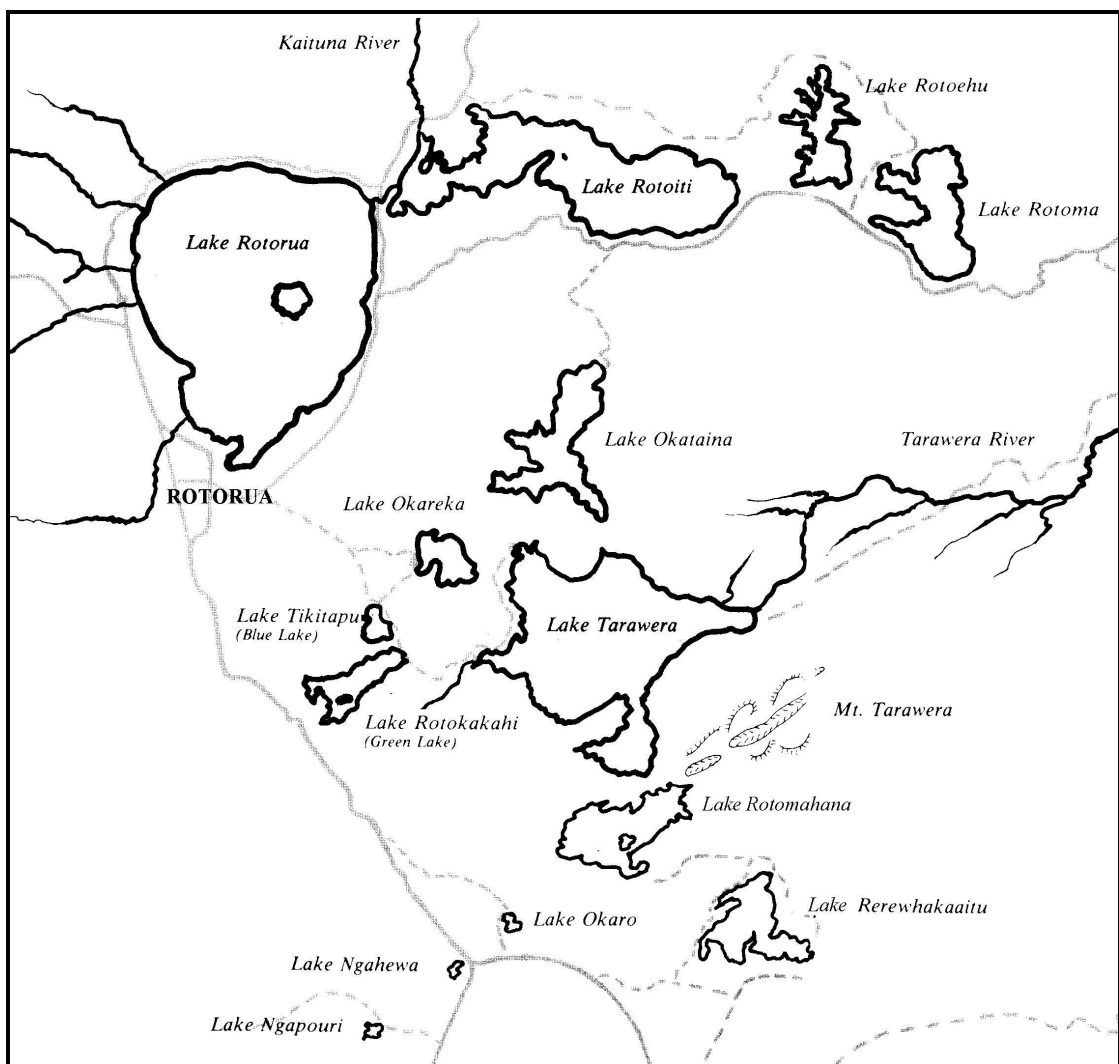 Kaituna River
Lake Rotoehu
Lake Rotoiti
Lake Rotoma
Lake Rotorua
Lake Okataina
Tarawera River
ROTORUA
Lake Okareka
Lake Tikitapu
(Blue Lake)
Lake Tarawera
Lake Rotokakahi
(Green Lake)
Mt. Tarawera
Lake Rotomahana
Lake Rerewhakaaitu
Lake Okaro
Lake Ngahewa
Lake Ngapouri